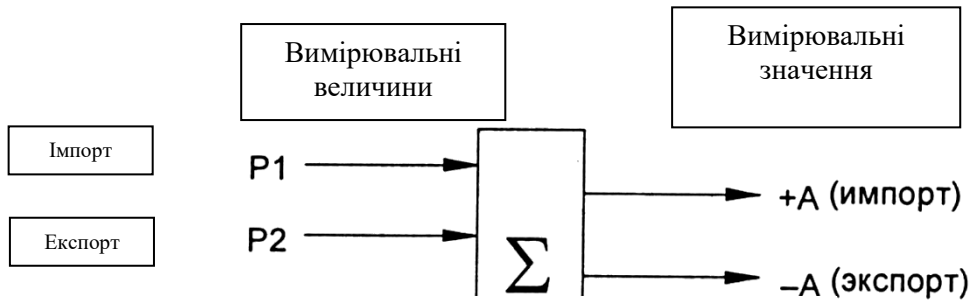 Вимірювальні
величини
Вимірювальні
значення
Імпорт
P1
+A (импорт)
Експорт
P2
Σ
–A (экспорт)